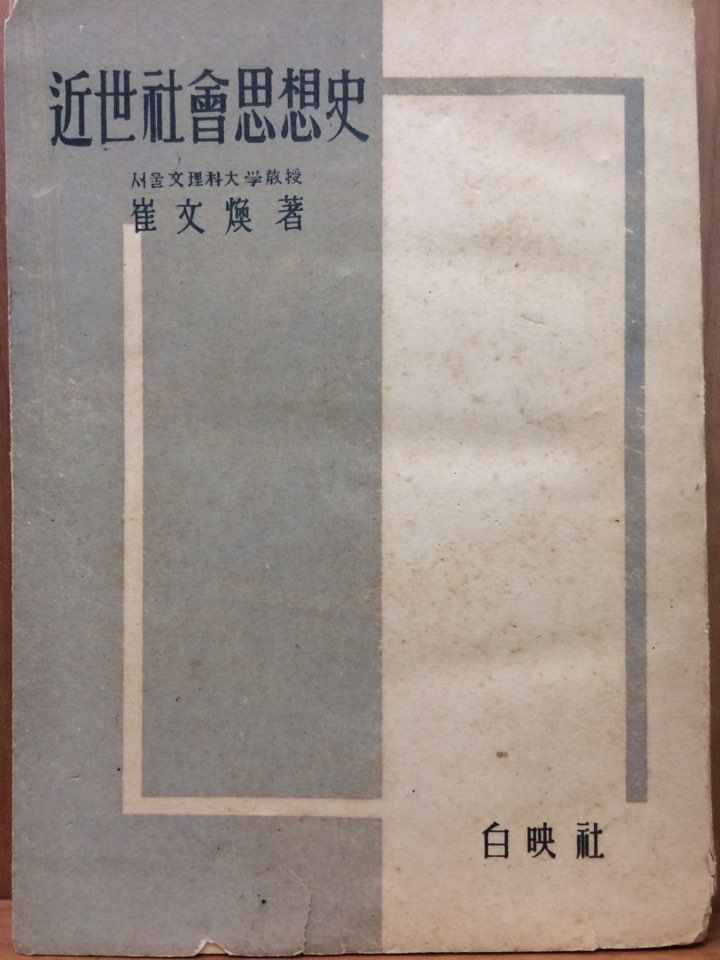 近世社會思想史
서울文理科大学敎授
崔文煥著
白映社